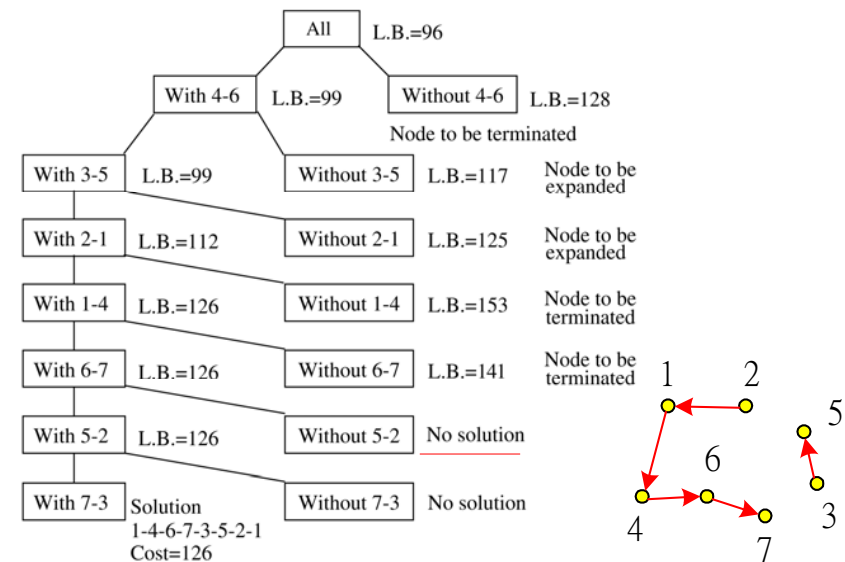 All L.B.=96
With 4-6 L.B.=99 Without 4-6 L.B.=128
Node to be terminated
With 3-5 L.B.=99 Without 3-5 L.B.=117 Node to be
expanded
With 2-1 L.B.=112 Without 2-1 L.B.=125 Node to be
expanded
With 1-4 L.B.=126 Without 1-4 L.B.=153 Node to be
terminated
With 6-7 L.B.=126 Without 6-7 L.B.=141 Node to be
terminated
With 5-2 L.B.=126 Without 5-2 No solution
With 7-3 Solution Without 7-3 No solution
1-4-6-7-3-5-2-1
Cost=126
1 2
5
6
4 3
7